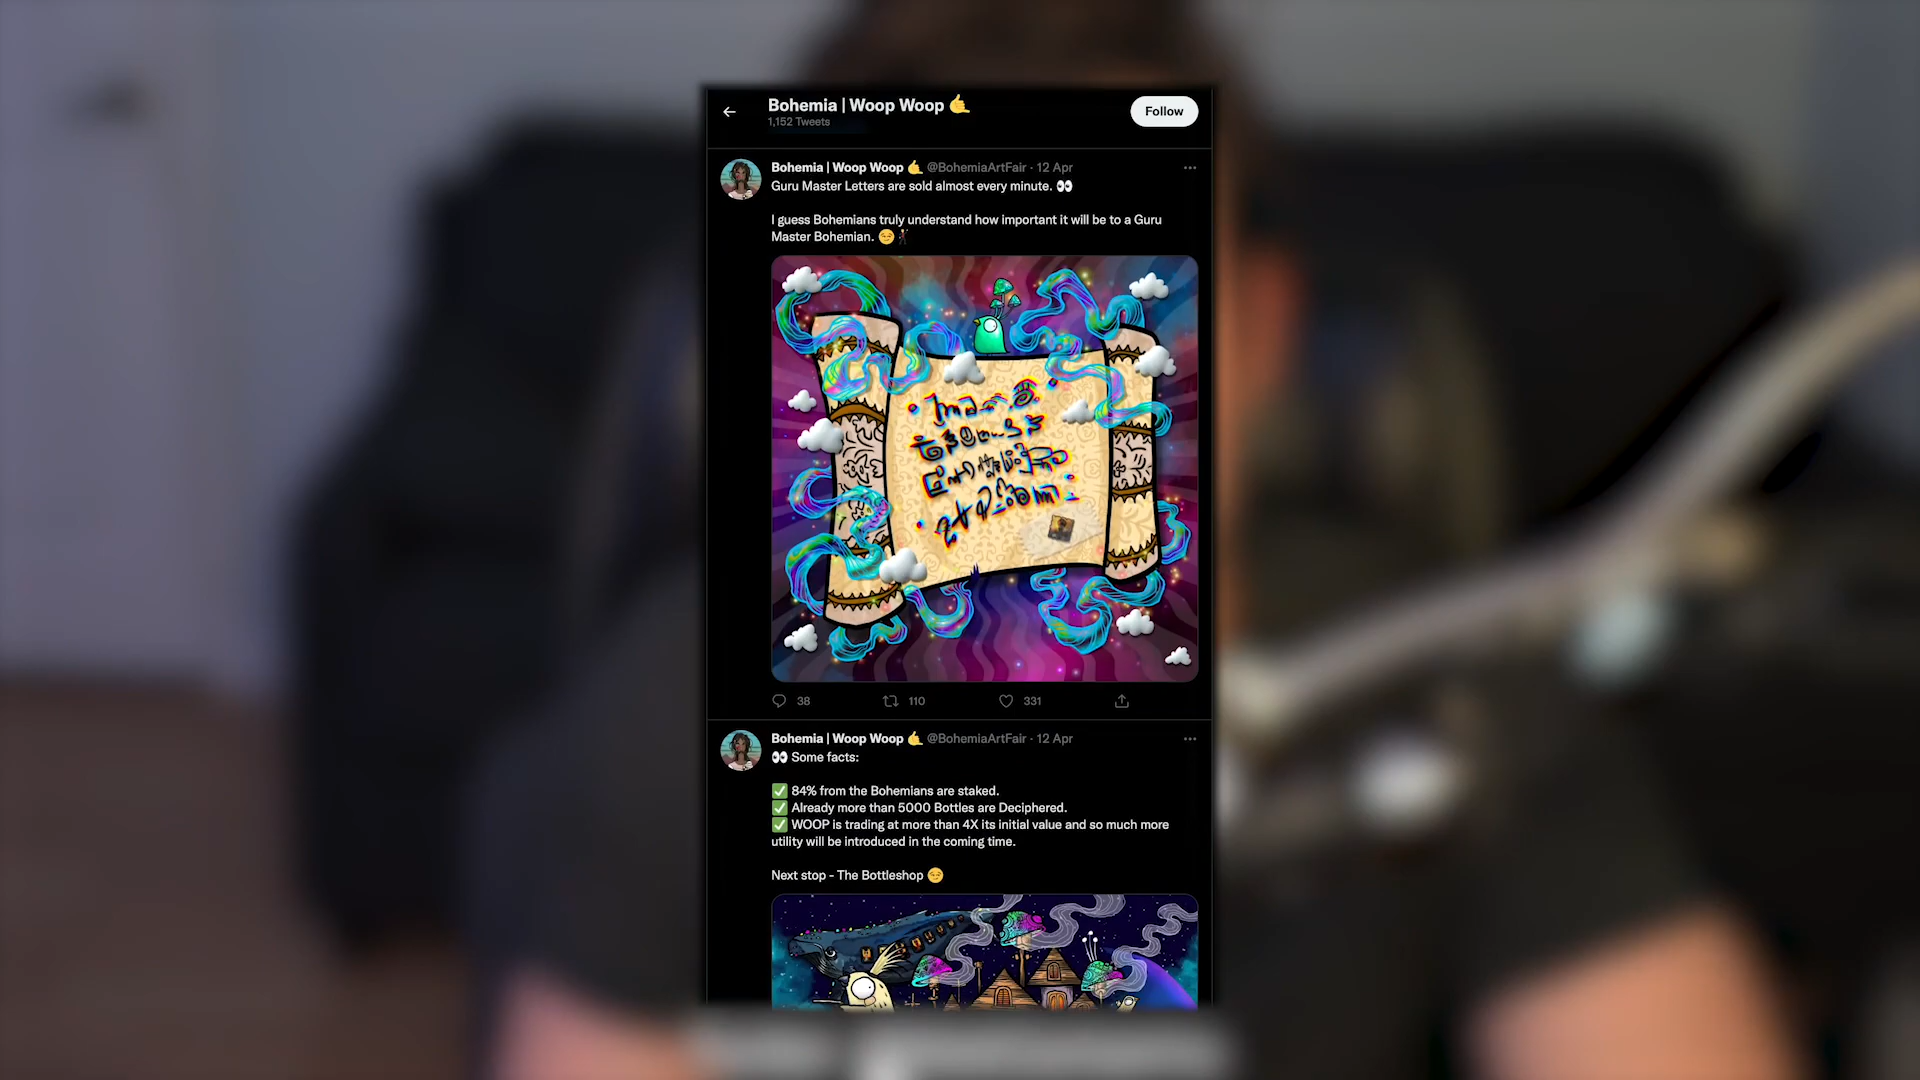 Bohemia | Woop Woop 🤙
1,152 Tweets
Follow
Bohemia | Woop Woop 🤙 @BohemiaArtFair · 12 Apr
Guru Master Letters are sold almost every minute. 👀
I guess Bohemians truly understand how important it will be to a Guru
Master Bohemian. 😏🕺
38
110
331
Bohemia | Woop Woop 🤙 @BohemiaArtFair · 12 Apr
👀 Some facts:
✅ 84% from the Bohemians are staked.
✅ Already more than 5000 Bottles are Deciphered.
✅ WOOP is trading at more than 4X its initial value and so much more
utility will be introduced in the coming time.
Next stop - The Bottleshop 😏